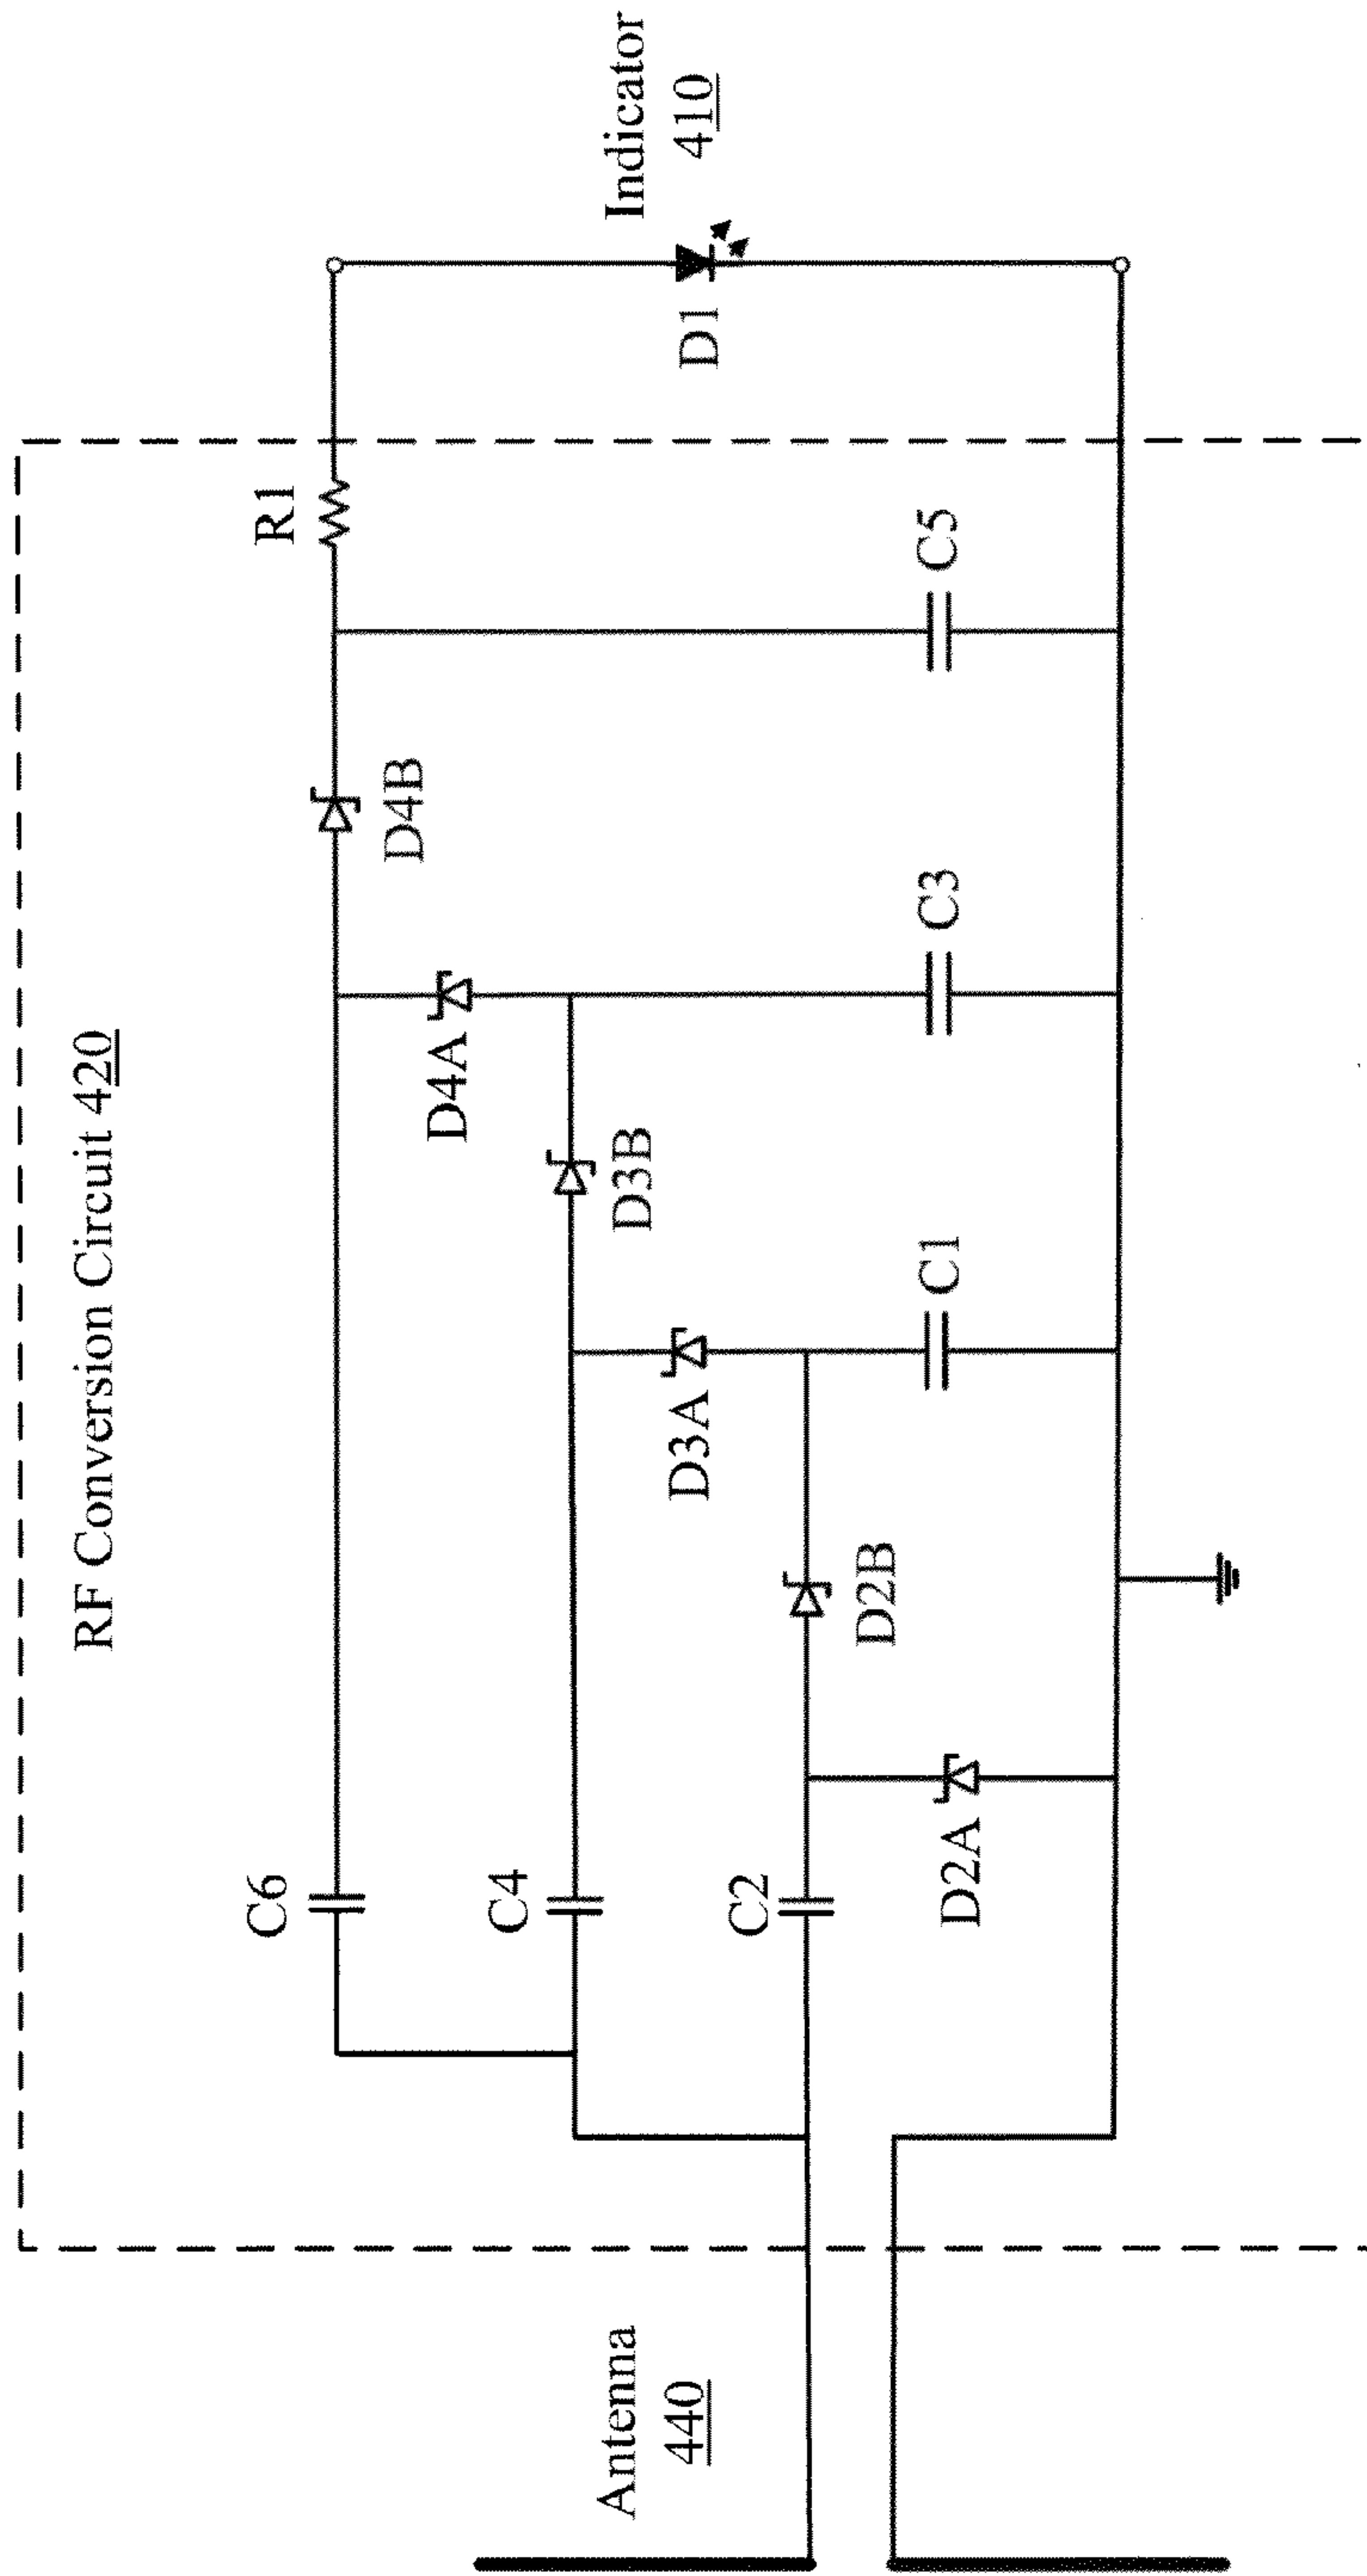 RF Conversion Circuit 420
C6
D4B
R1
D4A
C4
D3B
Indicator
410
D3A
D1
Antenna
440
C2
D2B
C1
C3
C5
D2A